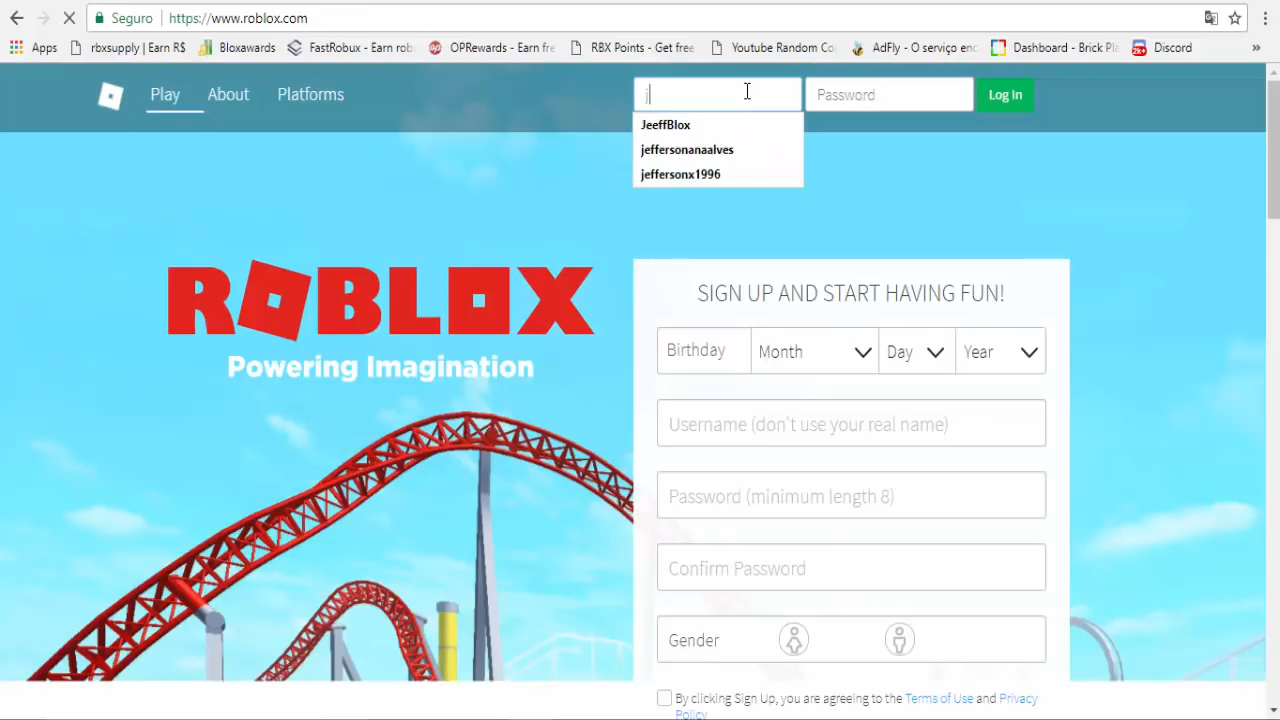 Seguro https://www.roblox.com
Apps rbxsupply | Earn R$ Bloxawards FastRobux - Earn rob OPRewards - Earn fre RBX Points - Get free Youtube Random Co AdFly - O serviço enc Dashboard - Brick Pla 2k+ Discord »
Play About Platforms j Password Log In
JeeffBlox
jeffersonanaalves
jeffersonx1996
ROBLOX
Powering Imagination
SIGN UP AND START HAVING FUN!
Birthday Month Day Year
Username (don't use your real name)
Password (minimum length 8)
Confirm Password
Gender
By clicking Sign Up, you are agreeing to the Terms of Use and Privacy
Policy